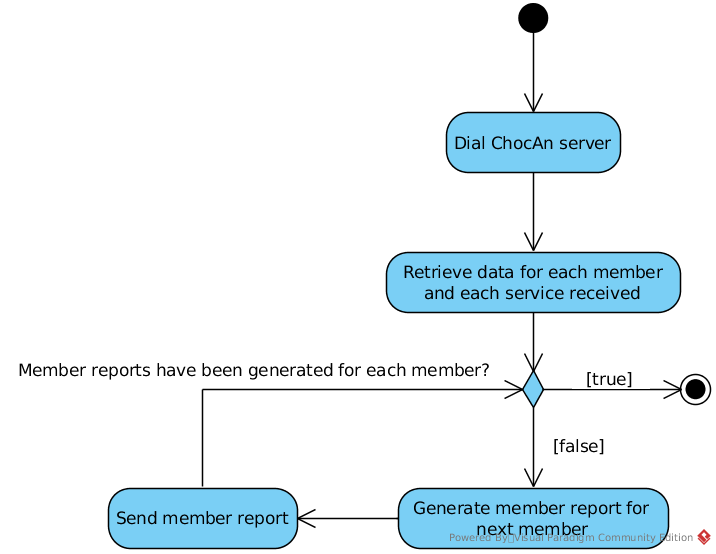 Dial ChocAn server
Retrieve data for each member
and each service received
Member reports have been generated for each member?
[true]
[false]
Send member report
Generate member report for
next member
Powered By Visual Paradigm Community Edition